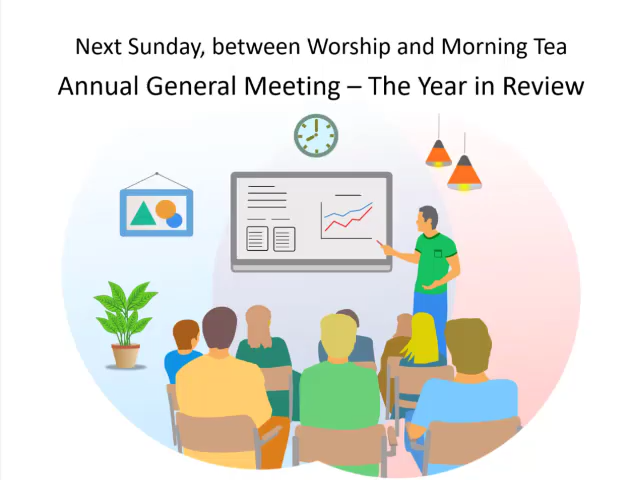 Next Sunday, between Worship and Morning Tea
Annual General Meeting – The Year in Review